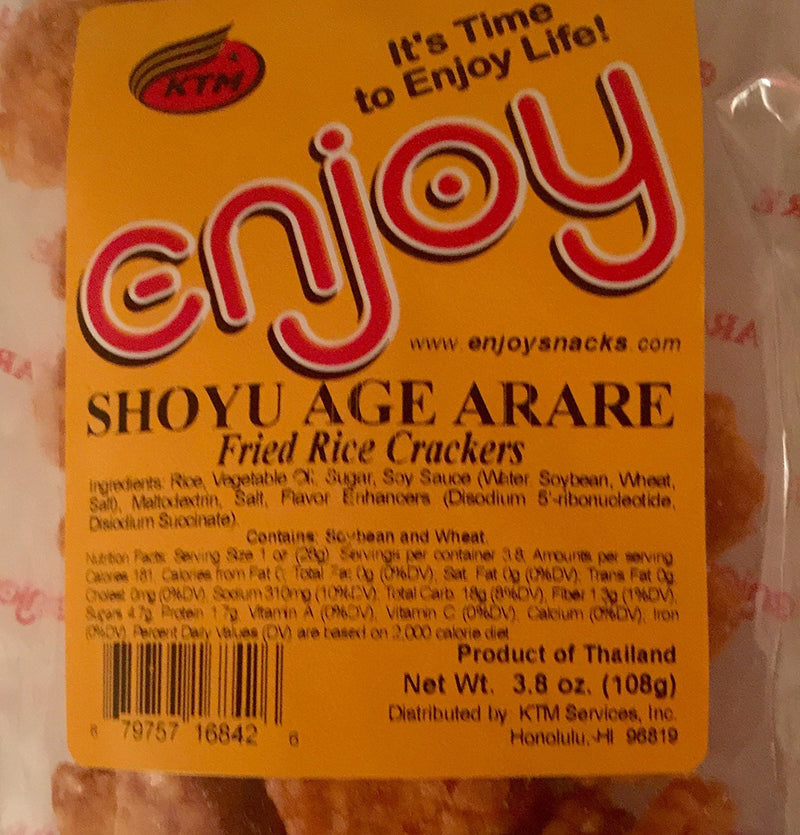 KTM
It's Time
to Enjoy Life!
enjoy
www.enjoysnacks.com
SHOYU AGE ARARE
Fried Rice Crackers
Ingredients: Rice, Vegetable Oil, Sugar, Soy Sauce (Water Soybean, Wheat,
Salt), Maltodextrin, Salt, Flavor Enhancers (Disodium 5'-ribonucleotide,
Disiodium Succinate).
Contains: Soybean and Wheat.
Nutrition Facts: Serving Size 1 oz (28g) Servings per container 3.8, Amounts per serving
Calories 181, Calories from Fat 0, Total Fat 0g (0%DV), Sat. Fat 0g (0%DV), Trans Fat 0g,
Cholest 0mg (0%DV), Sodium 310mg (10%DV), Total Carb. 18g (8%DV), Fiber 1.3g (1%DV),
Sugars 4.7g, Protein 1.7g, Vitamin A (0%DV), Vitamin C (0%DV), Calcium (0%DV), Iron
(0%DV). Percent Daily Values (DV) are based on 2,000 calorie diet
Product of Thailand
Net Wt. 3.8 oz. (108g)
Distributed by KTM Services, Inc.
Honolulu, HI 96819
79757 16842 6